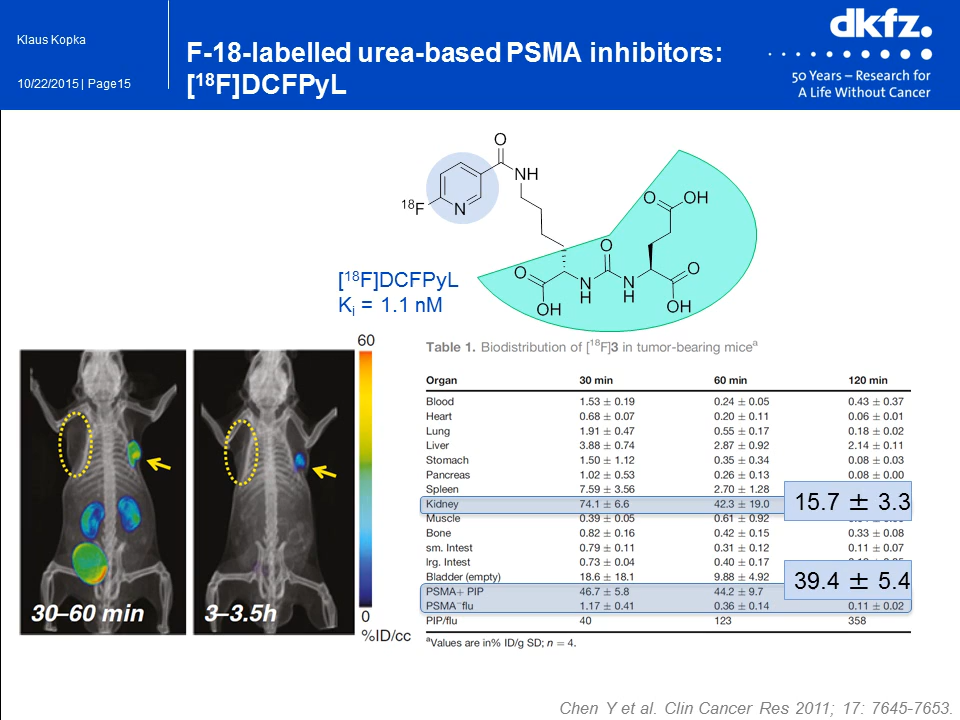 Klaus Kopka
10/22/2015 | Page15
F-18-labelled urea-based PSMA inhibitors:
[18F]DCFPyL
dkfz.
50 Years – Research for
A Life Without Cancer
O
NH
18F
N
O
OH
O
O
O
N
H
N
H
OH
OH
[18F]DCFPyL
Ki = 1.1 nM
60
0
%ID/cc
30–60 min
3–3.5h
Table 1. Biodistribution of [18F]3 in tumor-bearing miceª
Organ 30 min 60 min 120 min
Blood 1.53 ± 0.19 0.24 ± 0.05 0.43 ± 0.37
Heart 0.68 ± 0.07 0.20 ± 0.11 0.06 ± 0.01
Lung 1.91 ± 0.47 0.55 ± 0.17 0.18 ± 0.02
Liver 3.88 ± 0.74 2.87 ± 0.92 2.14 ± 0.11
Stomach 1.50 ± 1.12 0.35 ± 0.34 0.08 ± 0.03
Pancreas 1.02 ± 0.53 0.26 ± 0.13 0.08 ± 0.00
Spleen 7.59 ± 3.56 2.70 ± 1.28
Kidney 74.1 ± 6.6 42.3 ± 19.0 15.7 ± 3.3
Muscle 0.39 ± 0.05 0.61 ± 0.92
Bone 0.82 ± 0.16 0.42 ± 0.15 0.33 ± 0.08
sm. Intest 0.79 ± 0.11 0.31 ± 0.12 0.11 ± 0.07
lrg. Intest 0.73 ± 0.04 0.40 ± 0.17
Bladder (empty) 18.6 ± 18.1 9.88 ± 4.92
PSMA+ PIP 46.7 ± 5.8 44.2 ± 9.7 39.4 ± 5.4
PSMA−flu 1.17 ± 0.41 0.36 ± 0.14 0.11 ± 0.02
PIP/flu 40 123 358
ªValues are in% ID/g SD; n = 4.
Chen Y et al. Clin Cancer Res 2011; 17: 7645-7653.